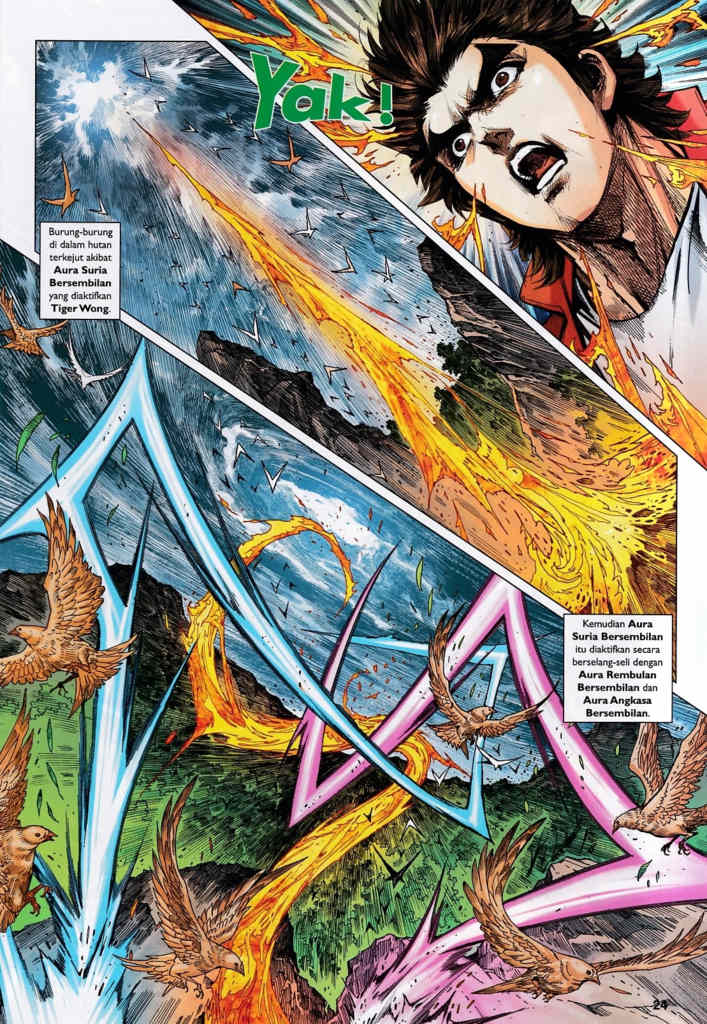 Yak!
Burung-burung
di dalam hutan
terkejut akibat
Aura Suria
Bersembilan
yang diaktifkan
Tiger Wong.
Kemudian Aura
Suria Bersembilan
itu diaktifkan secara
berselang-seli dengan
Aura Rembulan
Bersembilan dan
Aura Angkasa
Bersembilan.
24